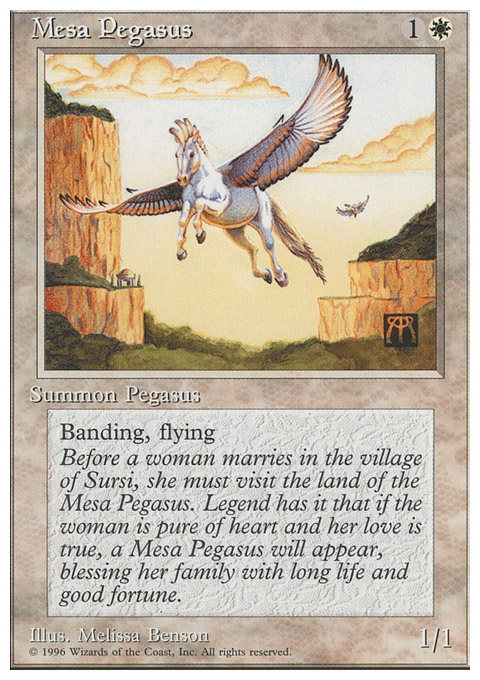 Mesa Pegasus 1
Summon Pegasus
Banding, flying
Before a woman marries in the village
of Sursi, she must visit the land of the
Mesa Pegasus. Legend has it that if the
woman is pure of heart and her love is
true, a Mesa Pegasus will appear,
blessing her family with long life and
good fortune.
Illus. Melissa Benson
1/1
© 1996 Wizards of the Coast, Inc. All rights reserved.